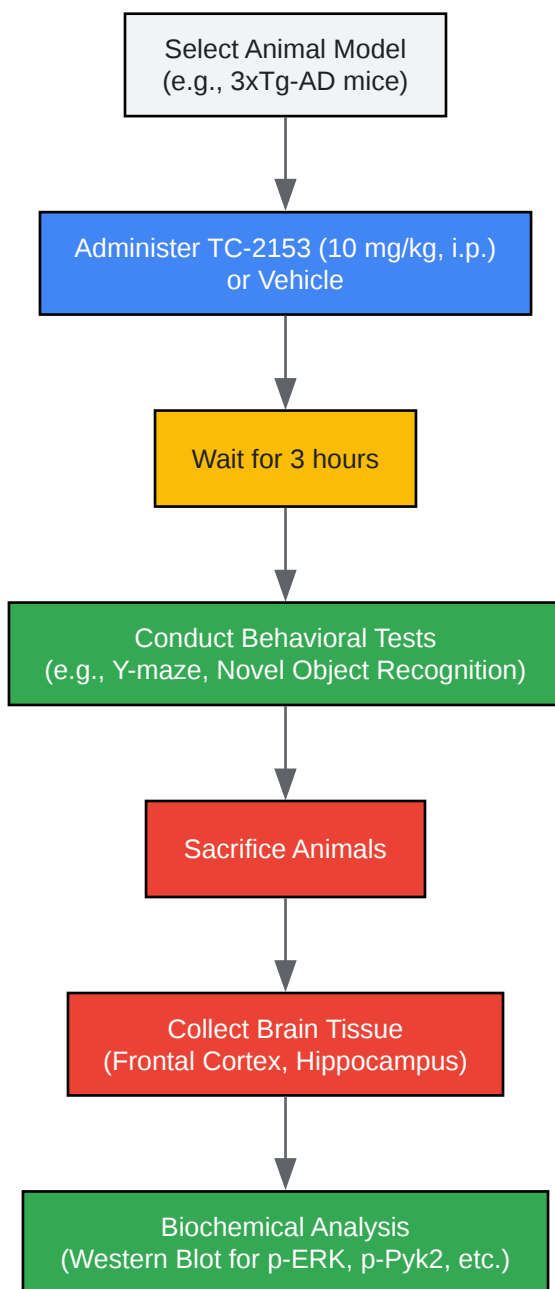 Select Animal Model
(e.g., 3xTg-AD mice)
Administer TC-2153 (10 mg/kg, i.p.)
or Vehicle
Wait for 3 hours
Conduct Behavioral Tests
(e.g., Y-maze, Novel Object Recognition)
Sacrifice Animals
Collect Brain Tissue
(Frontal Cortex, Hippocampus)
Biochemical Analysis
(Western Blot for p-ERK, p-Pyk2, etc.)